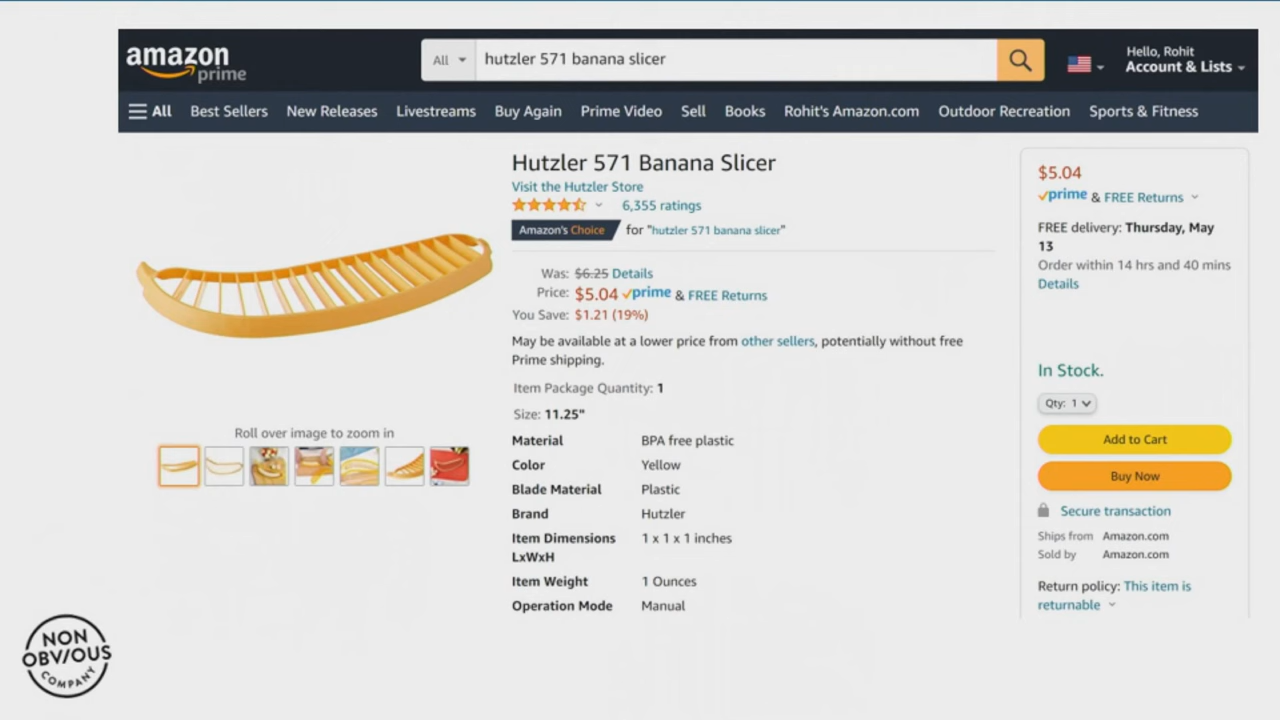 amazon
prime
All
hutzler 571 banana slicer
Hello, Rohit
Account & Lists
All Best Sellers New Releases Livestreams Buy Again Prime Video Sell Books Rohit's Amazon.com Outdoor Recreation Sports & Fitness
Hutzler 571 Banana Slicer
Visit the Hutzler Store
6,355 ratings
Amazon's Choice for "hutzler 571 banana slicer"
Was: $6.25 Details
Price: $5.04 prime & FREE Returns
You Save: $1.21 (19%)
May be available at a lower price from other sellers, potentially without free
Prime shipping.
Item Package Quantity: 1
Size: 11.25"
Material BPA free plastic
Color Yellow
Blade Material Plastic
Brand Hutzler
Item Dimensions 1 x 1 x 1 inches
LxWxH
Item Weight 1 Ounces
Operation Mode Manual
Roll over image to zoom in
$5.04
prime & FREE Returns
FREE delivery: Thursday, May
13
Order within 14 hrs and 40 mins
Details
In Stock.
Qty: 1
Add to Cart
Buy Now
Secure transaction
Ships from Amazon.com
Sold by Amazon.com
Return policy: This item is
returnable
NON
OBV/OUS
COMPANY